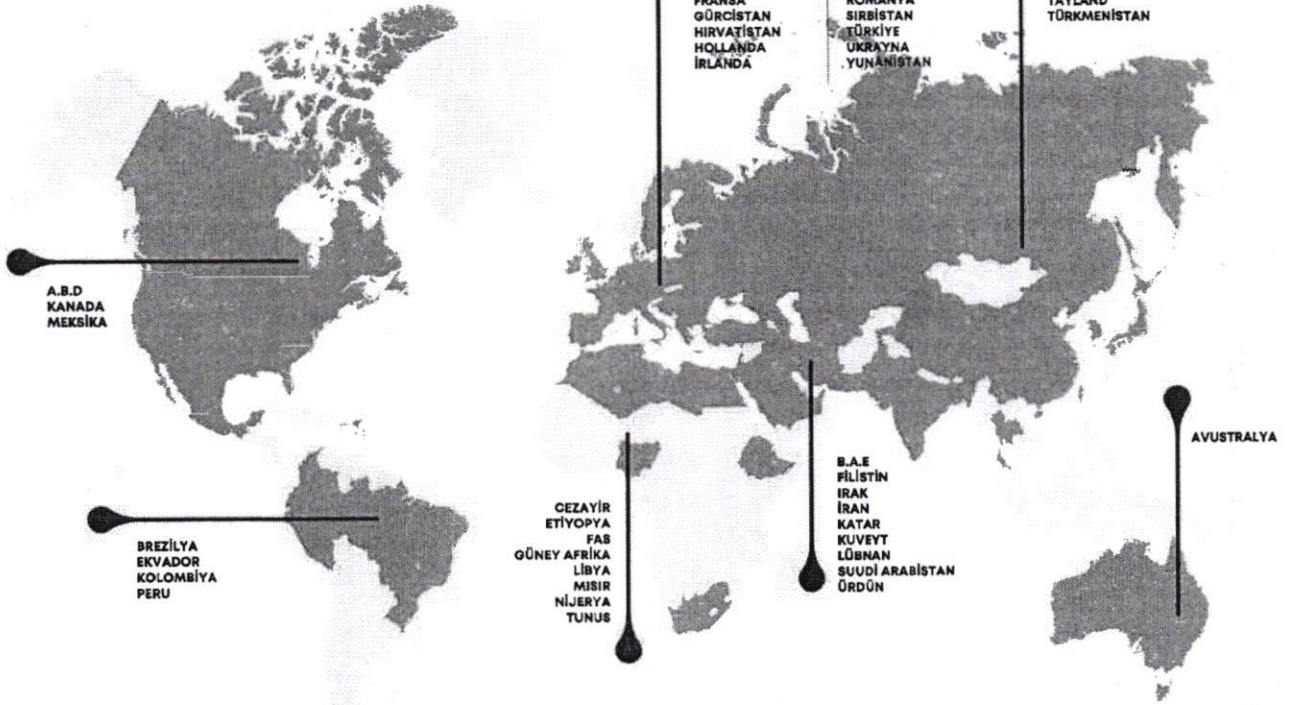 FRANSA
GÜRCİSTAN
HIRVATİSTAN
HOLLANDA
İRLANDA
ROMANYA
SIRBİSTAN
TÜRKİYE
UKRAYNA
YUNANİSTAN
TAYLAND
TÜRKMENİSTAN
A.B.D
KANADA
MEKSİKA
AVUSTRALYA
BREZİLYA
EKVADOR
KOLOMBİYA
PERU
CEZAYİR
ETİYOPYA
FAS
GÜNEY AFRİKA
LİBYA
MISIR
NİJERYA
TUNUS
B.A.E
FİLİSTİN
IRAK
İRAN
KATAR
KUVEYT
LÜBNAN
SUUDİ ARABİSTAN
ÜRDÜN